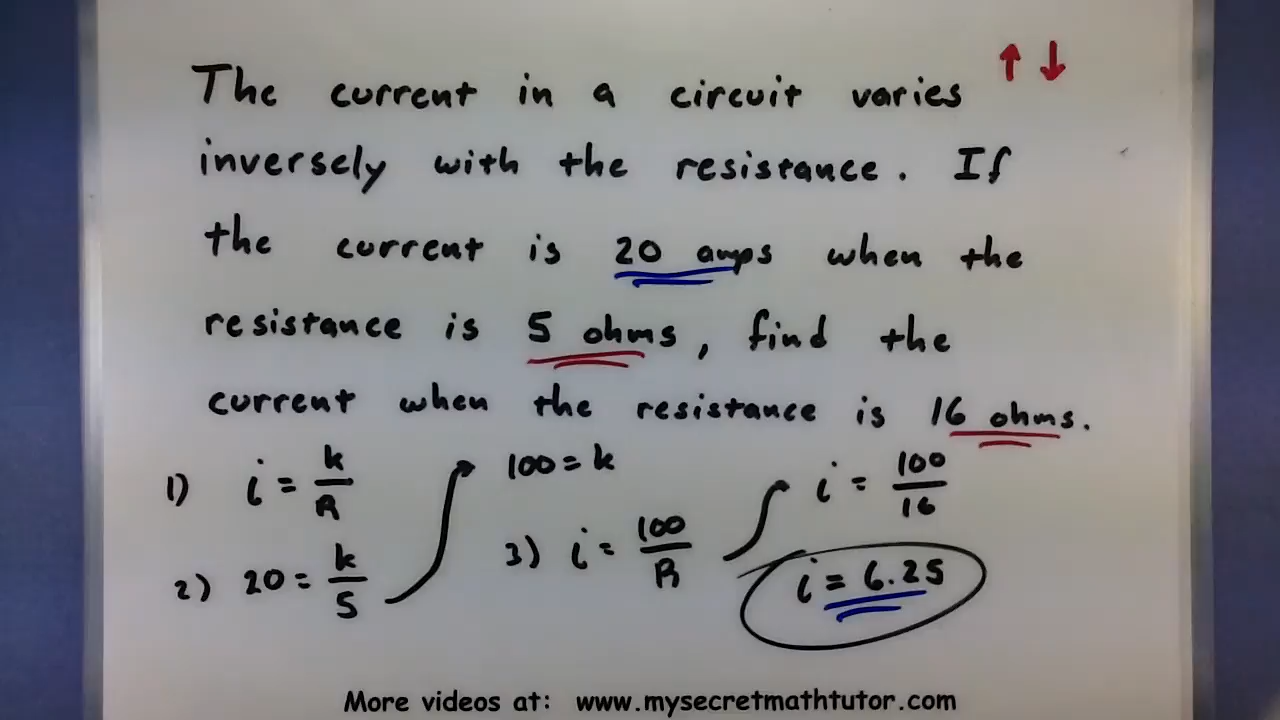 The current in a circuit varies ↑↓
inversely with the resistance. If
the current is 20 amps when the
resistance is 5 ohms, find the
current when the resistance is 16 ohms.
1) i = k/R
2) 20 = k/5
100 = k
3) i = 100/R
i = 100/16
i = 6.25
More videos at: www.mysecretmathtutor.com